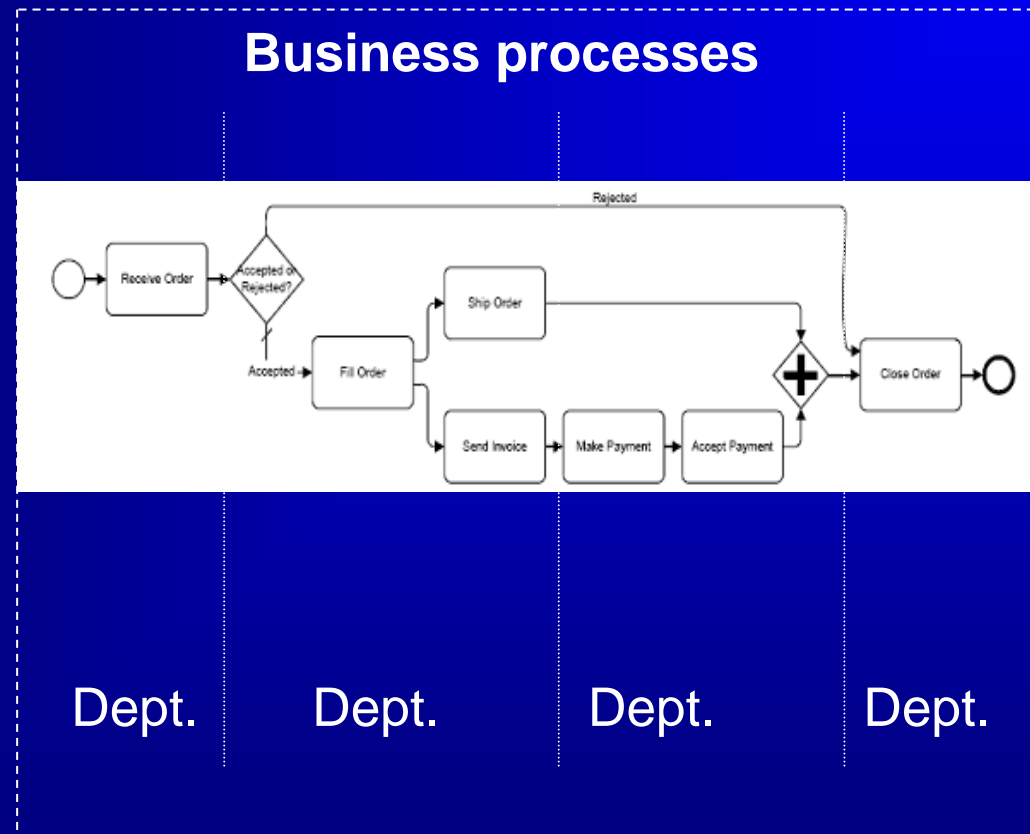 Business processes
Rejected
Receive Order
Accepted or
Rejected?
Ship Order
Accepted
Fill Order
Close Order
Send Invoice
Make Payment
Accept Payment
Dept.
Dept.
Dept.
Dept.